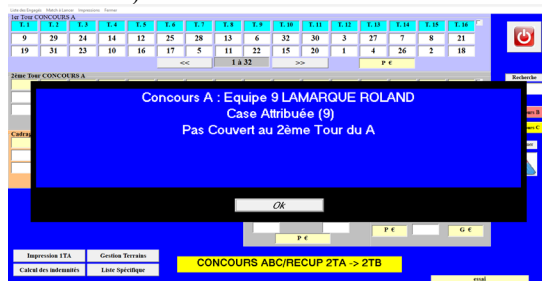 Liste des Engagés Match à Lancer Impressions Fermer
1er Tour CONCOURS A
T. 1 T. 2 T. 3 T. 4 T. 5 T. 6 T. 7 T. 8 T. 9 T. 10 T. 11 T. 12 T. 13 T. 14 T. 15 T. 16
9 29 24 14 12 25 28 13 6 32 30 3 27 7 8 21
19 31 23 10 16 17 5 11 22 15 20 1 4 26 2 18
<< 1 à 32 >> P €
2ème Tour CONCOURS A
Recherche
Concours A : Equipe 9 LAMARQUE ROLAND
Case Attribuée (9)
Pas Couvert au 2ème Tour du A
Ok
P € G €
P €
Impression 1TA Gestion Terrains
CONCOURS ABC/RECUP 2TA -> 2TB
Calcul des indemnités Liste Spécifique
essai